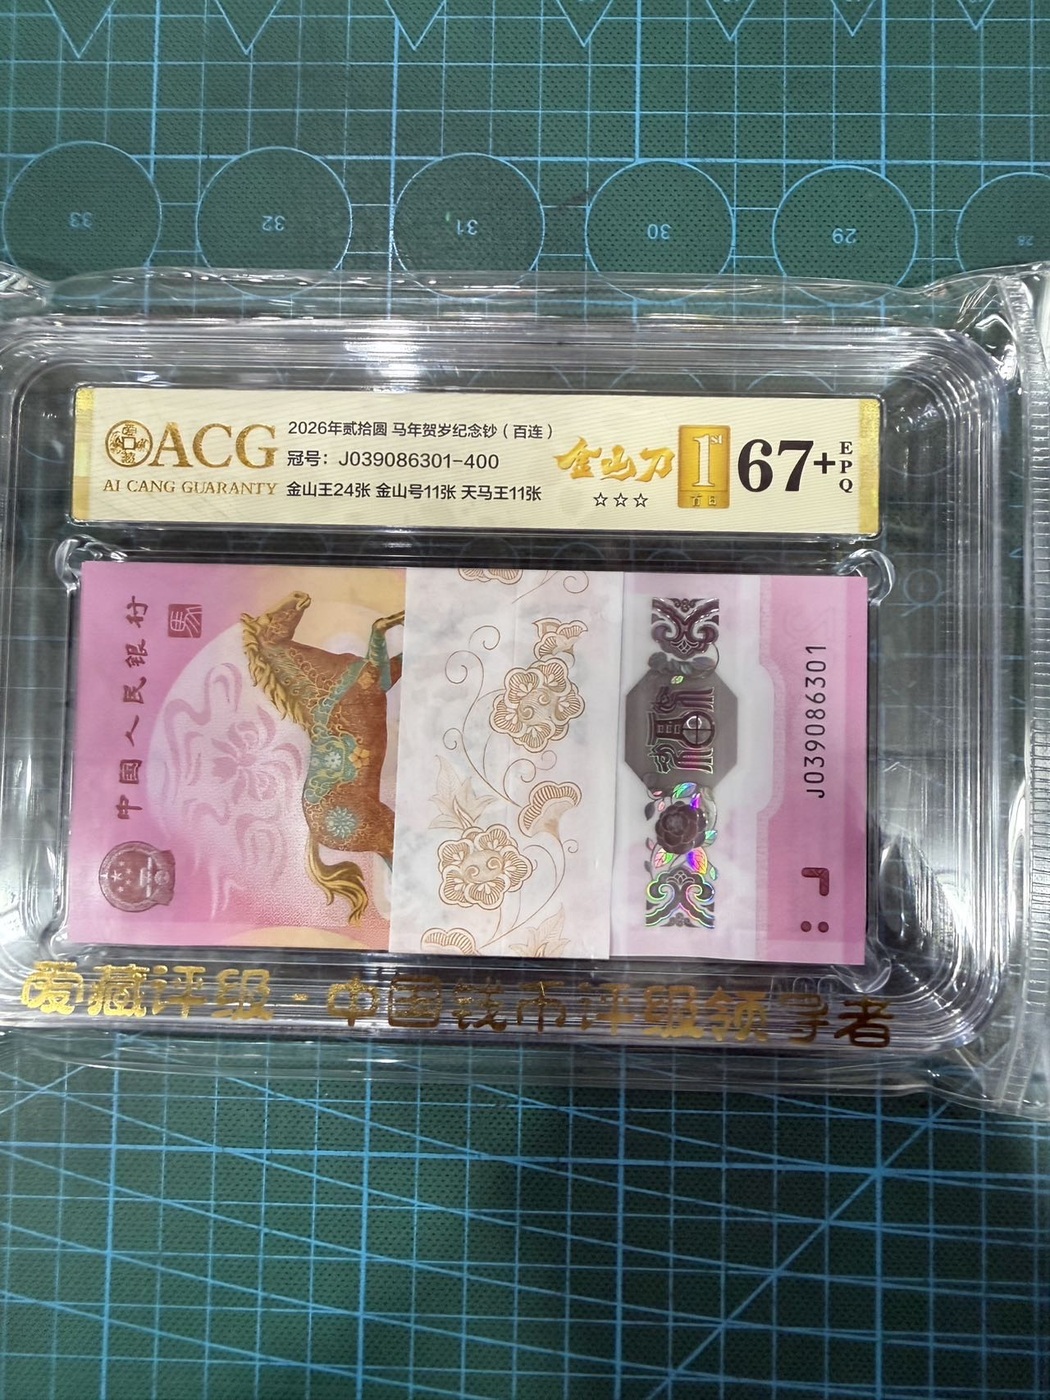 33 32 31 30 29 28
ACG
AI CANG GUARANTY
2026年贰拾圆 马年贺岁纪念钞（百连）
冠号：J039086301-400
金山王24张 金山号11张 天马王11张
金山刀
☆☆☆
1ST
首日
67+
EPQ
中国人民银行
J039086301
爱藏评级-中国钱币评级领导者